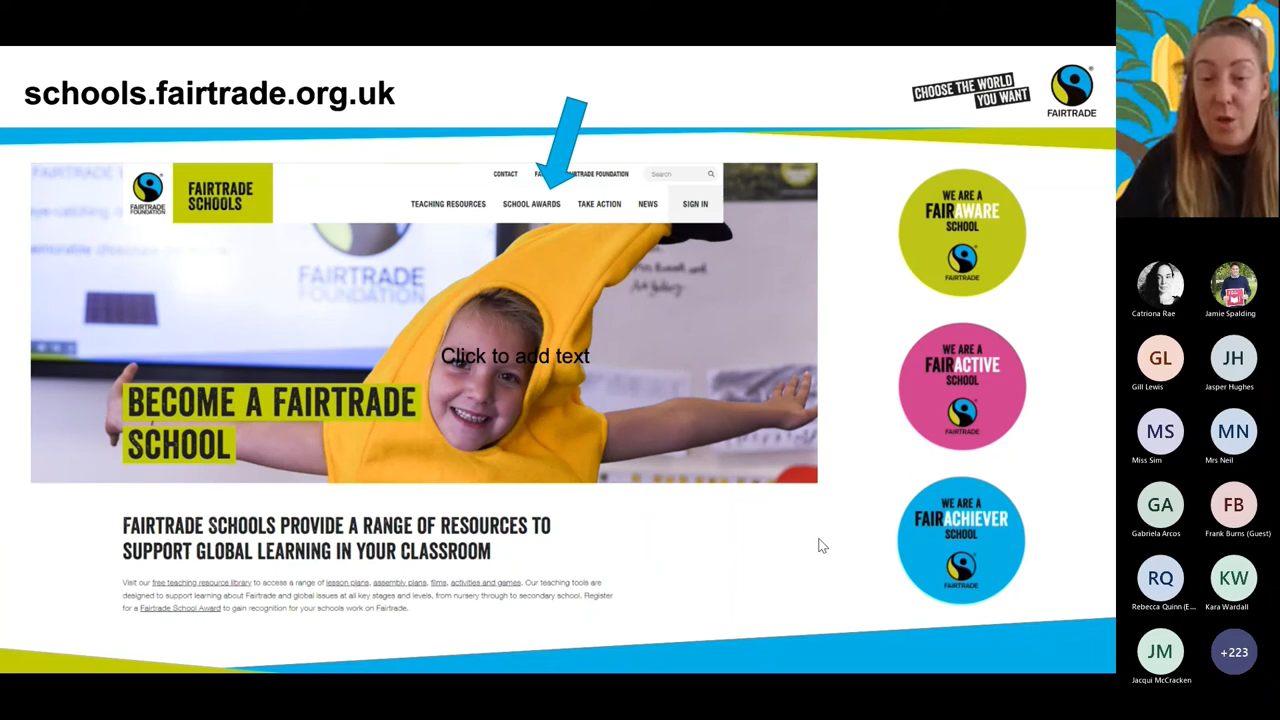 schools.fairtrade.org.uk
CHOOSE THE WORLD
YOU WANT
FAIRTRADE
FAIRTRADE
FOUNDATION
FAIRTRADE
SCHOOLS
CONTACT
FOUNDATION
Search
TEACHING RESOURCES
SCHOOL AWARDS
TAKE ACTION
NEWS
SIGN IN
FAIRTRADE
FOUNDATION
Click to add text
BECOME A FAIRTRADE
SCHOOL
FAIRTRADE SCHOOLS PROVIDE A RANGE OF RESOURCES TO
SUPPORT GLOBAL LEARNING IN YOUR CLASSROOM
Visit our free teaching resource library to access a range of lesson plans, assembly plans, films, activities and games. Our teaching tools are
designed to support learning about Fairtrade and global issues at all key stages and levels, from nursery through to secondary school. Register
for a Fairtrade School Award to gain recognition for your schools work on Fairtrade.
WE ARE A
FAIRAWARE
SCHOOL
FAIRTRADE
WE ARE A
FAIRACTIVE
SCHOOL
FAIRTRADE
WE ARE A
FAIRACHIEVER
SCHOOL
FAIRTRADE
Catriona Rae
Jamie Spalding
GL
Gill Lewis
JH
Jasper Hughes
MS
Miss Sim
MN
Mrs Neil
GA
Gabriela Arcos
FB
Frank Burns (Guest)
RQ
Rebecca Quinn (E...
KW
Kara Wardall
JM
Jacqui McCracken
+223